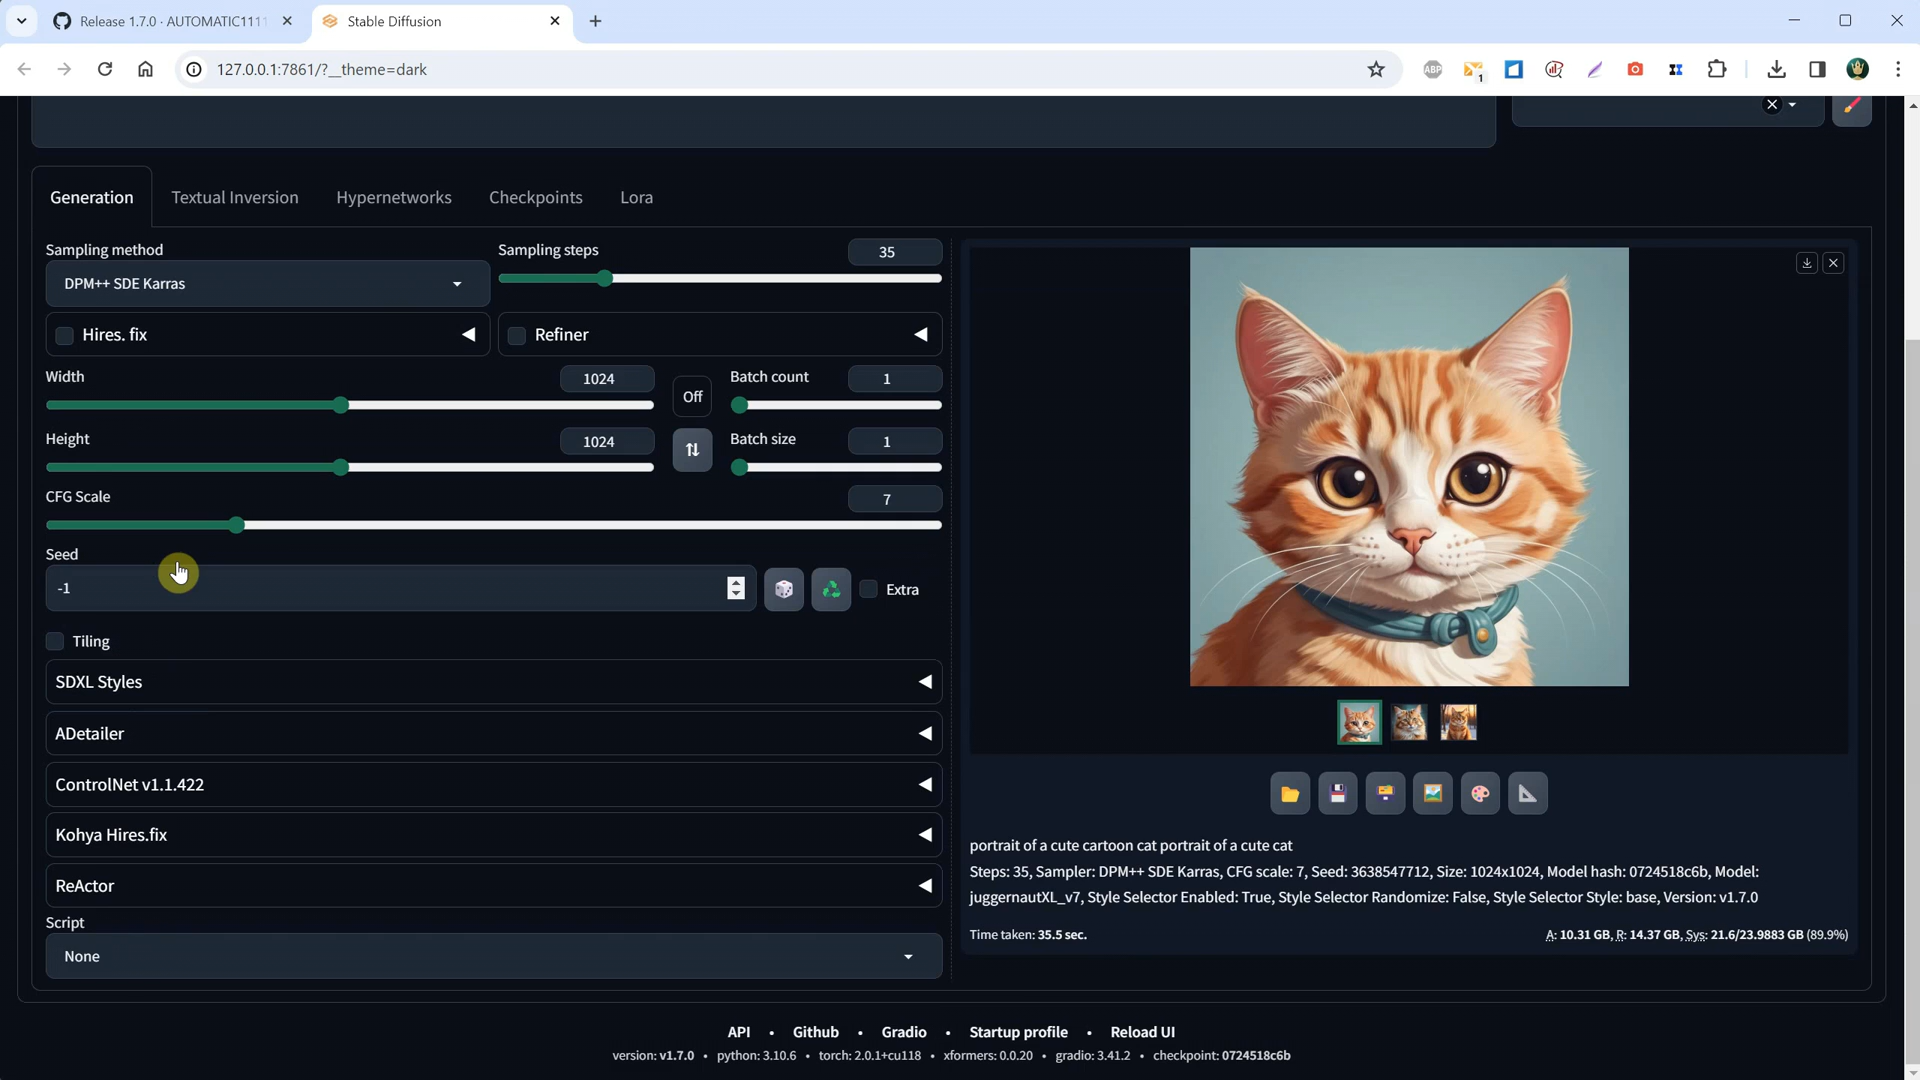 Release 1.7.0 · AUTOMATIC1111
Stable Diffusion
127.0.0.1:7861/?__theme=dark
ABP
1
Generation
Textual Inversion
Hypernetworks
Checkpoints
Lora
Sampling method
Sampling steps
35
DPM++ SDE Karras
Hires. fix
Refiner
Width
1024
Off
Batch count
1
Height
1024
Batch size
1
CFG Scale
7
Seed
-1
Extra
Tiling
SDXL Styles
ADetailer
ControlNet v1.1.422
Kohya Hires.fix
ReActor
Script
None
portrait of a cute cartoon cat portrait of a cute cat
Steps: 35, Sampler: DPM++ SDE Karras, CFG scale: 7, Seed: 3638547712, Size: 1024x1024, Model hash: 0724518c6b, Model:
juggernautXL_v7, Style Selector Enabled: True, Style Selector Randomize: False, Style Selector Style: base, Version: v1.7.0
Time taken: 35.5 sec.
A: 10.31 GB, R: 14.37 GB, Sys: 21.6/23.9883 GB (89.9%)
API • Github • Gradio • Startup profile • Reload UI
version: v1.7.0 • python: 3.10.6 • torch: 2.0.1+cu118 • xformers: 0.0.20 • gradio: 3.41.2 • checkpoint: 0724518c6b